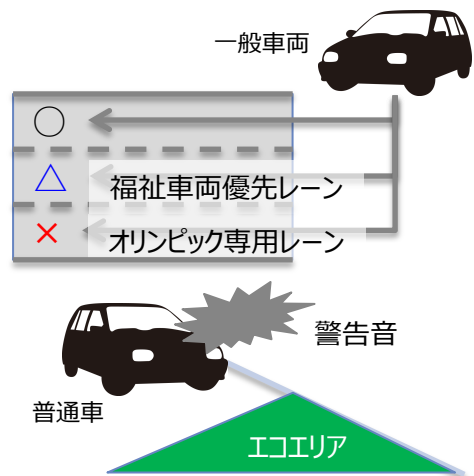 一般車両
○
△
福祉車両優先レーン
×
オリンピック専用レーン
警告音
普通車
エコエリア